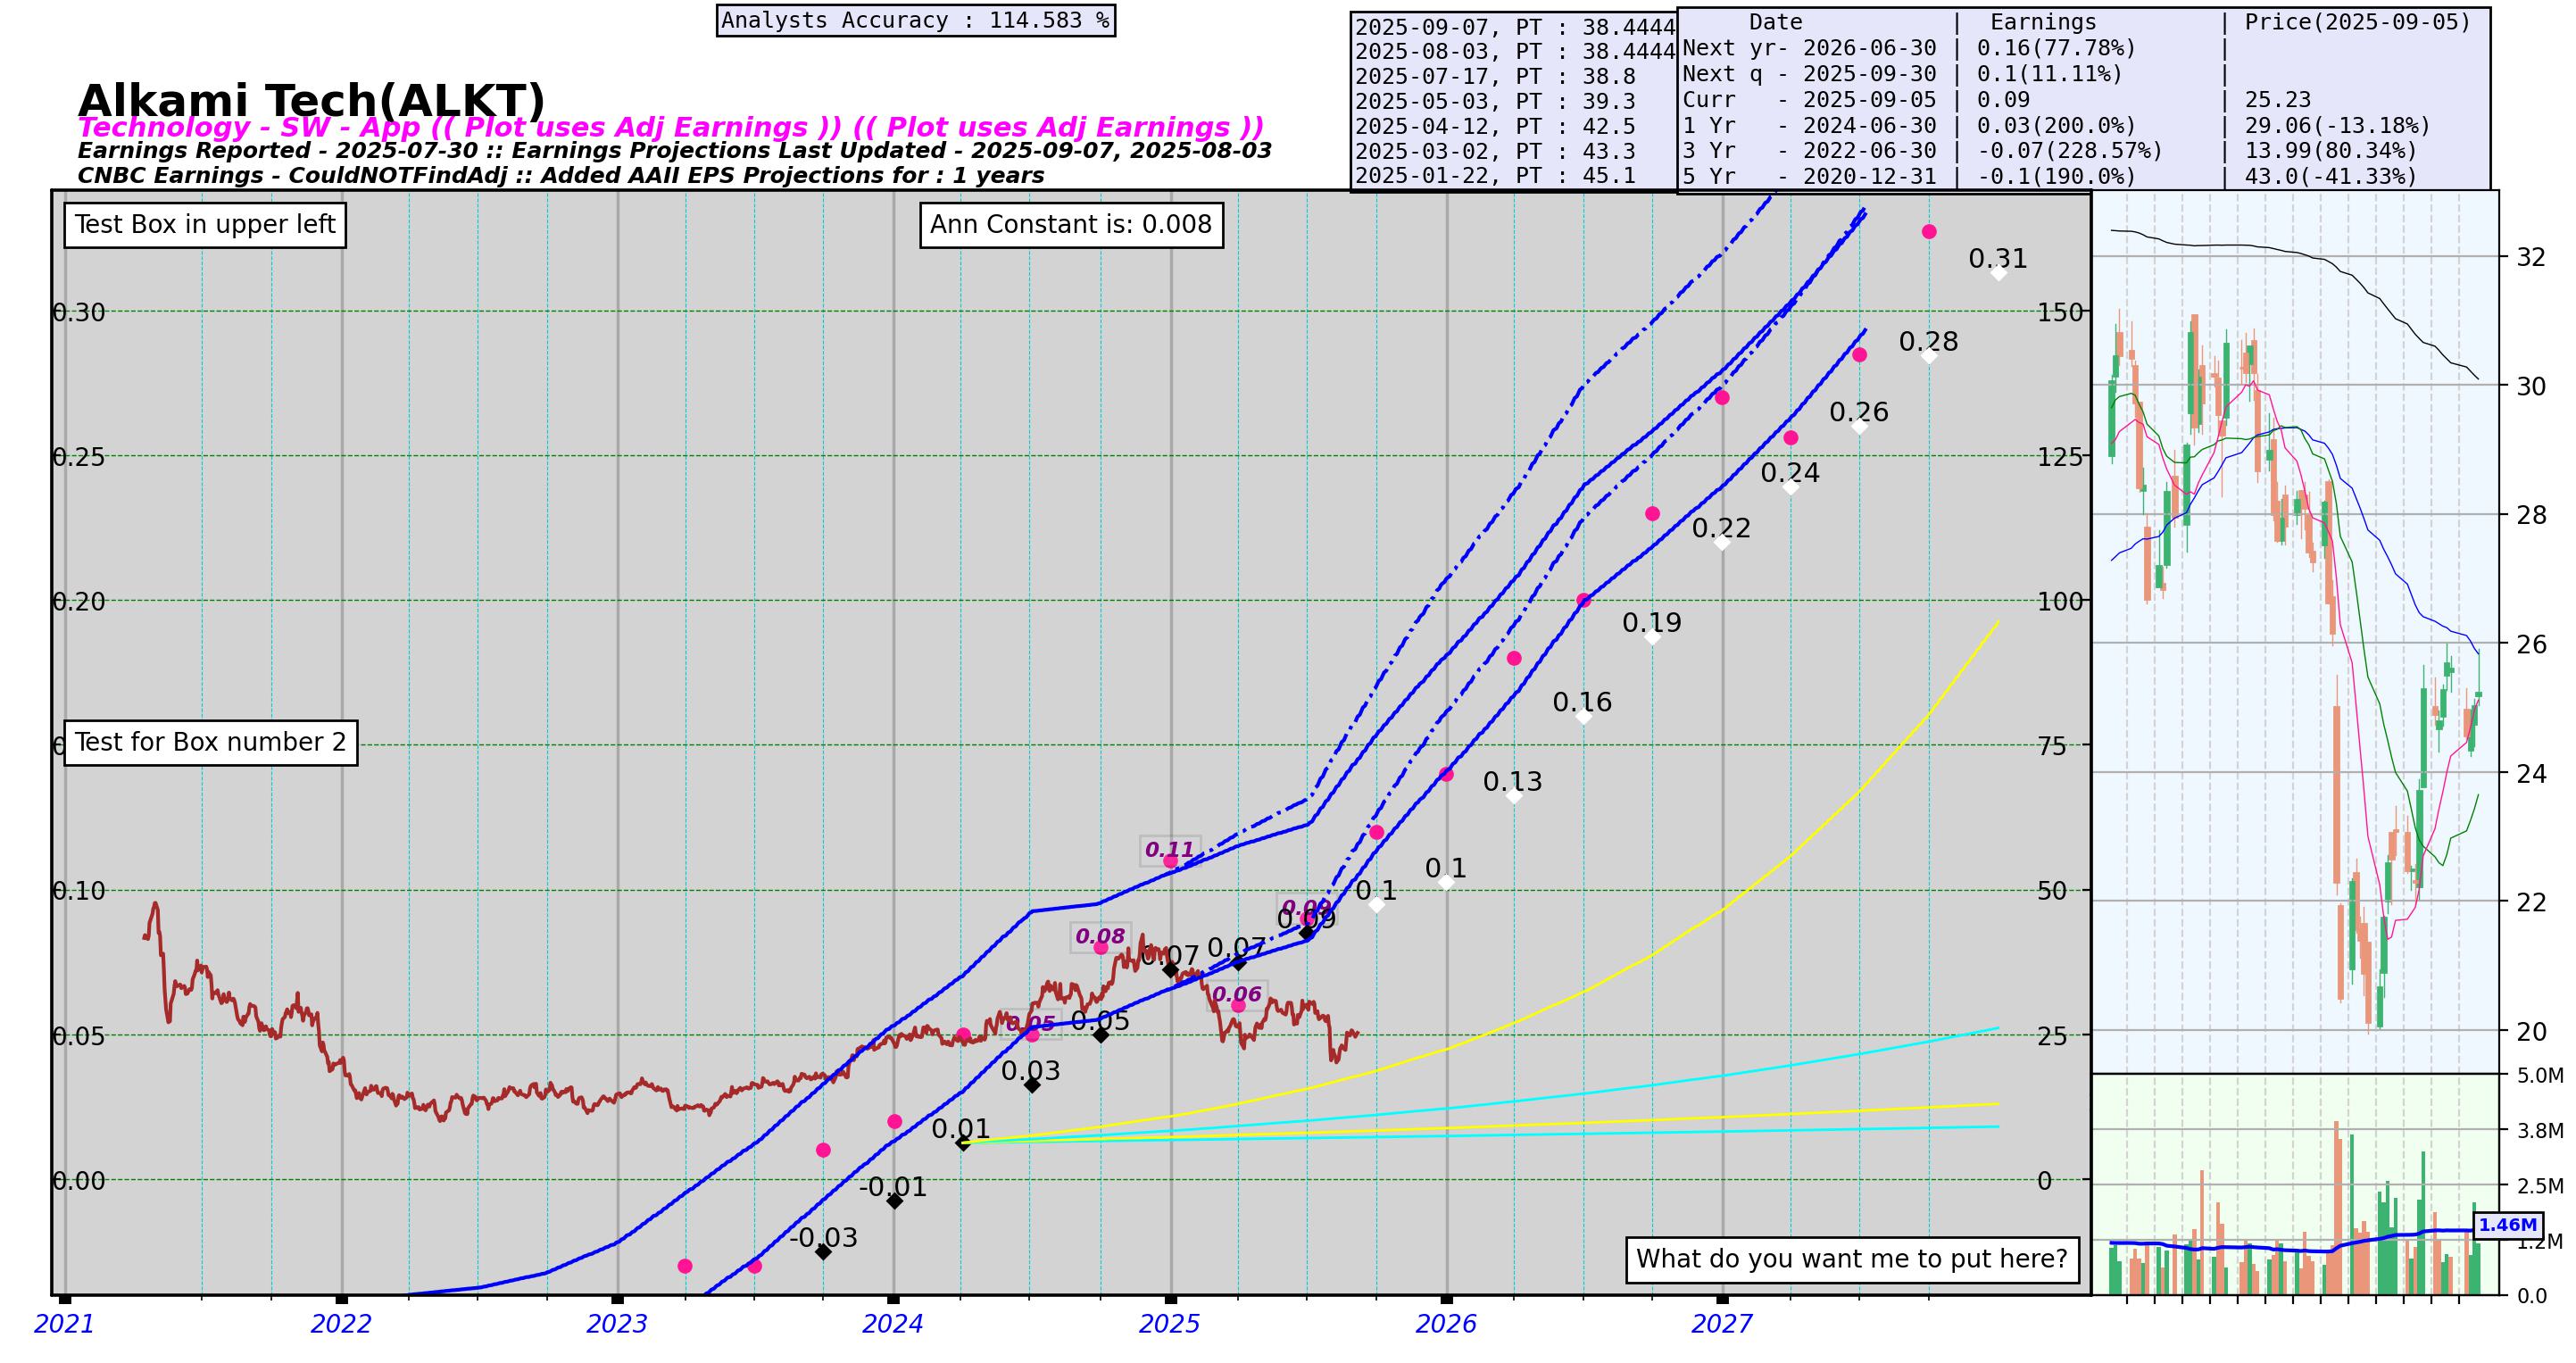 Analysts Accuracy : 114.583 %
2025-09-07, PT : 38.4444
2025-08-03, PT : 38.4444
2025-07-17, PT : 38.8
2025-05-03, PT : 39.3
2025-04-12, PT : 42.5
2025-03-02, PT : 43.3
2025-01-22, PT : 45.1
Date | Earnings | Price(2025-09-05)
Next yr- 2026-06-30 | 0.16(77.78%) |
Next q - 2025-09-30 | 0.1(11.11%) |
Curr - 2025-09-05 | 0.09 | 25.23
1 Yr - 2024-06-30 | 0.03(200.0%) | 29.06(-13.18%)
3 Yr - 2022-06-30 | -0.07(228.57%) | 13.99(80.34%)
5 Yr - 2020-12-31 | -0.1(190.0%) | 43.0(-41.33%)
Alkami Tech(ALKT)
Technology - SW - App (( Plot uses Adj Earnings )) (( Plot uses Adj Earnings ))
Earnings Reported - 2025-07-30 :: Earnings Projections Last Updated - 2025-09-07, 2025-08-03
CNBC Earnings - CouldNOTFindAdj :: Added AAII EPS Projections for : 1 years
Test Box in upper left
Ann Constant is: 0.008
Test for Box number 2
What do you want me to put here?
0.30
0.25
0.20
0.10
0.05
0.00
150
125
100
75
50
25
0
-0.03
-0.01
0.01
0.03
0.05
0.07
0.07
0.09
0.1
0.1
0.13
0.16
0.19
0.22
0.24
0.26
0.28
0.31
0.05
0.08
0.11
0.06
0.09
32
30
28
26
24
22
20
5.0M
3.8M
2.5M
1.46M
1.2M
0.0
2021
2022
2023
2024
2025
2026
2027